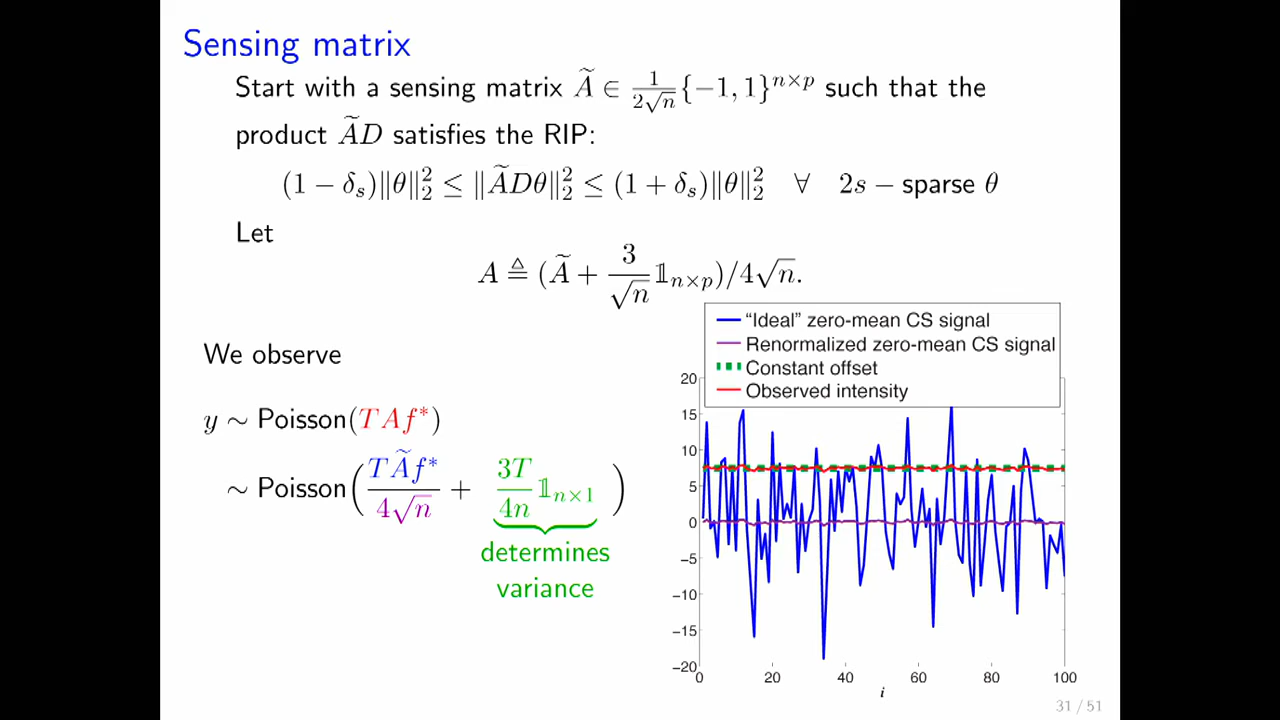 Sensing matrix
Start with a sensing matrix Ã ∈ 1/(2√n) {−1, 1}^{n×p} such that the
product ÃD satisfies the RIP:
(1 − δ_s)‖θ‖₂² ≤ ‖ÃDθ‖₂² ≤ (1 + δ_s)‖θ‖₂² ∀ 2s − sparse θ
Let
A ≜ (Ã + 3/√n 𝟙_{n×p})/4√n.
We observe
y ∼ Poisson(TAf*)
∼ Poisson(TÃf*/(4√n) + 3T/(4n) 𝟙_{n×1})
determines
variance
"Ideal" zero-mean CS signal
Renormalized zero-mean CS signal
Constant offset
Observed intensity
20
15
10
5
0
−5
−10
−15
−20
0 20 40 60 80 100
i
31 / 51